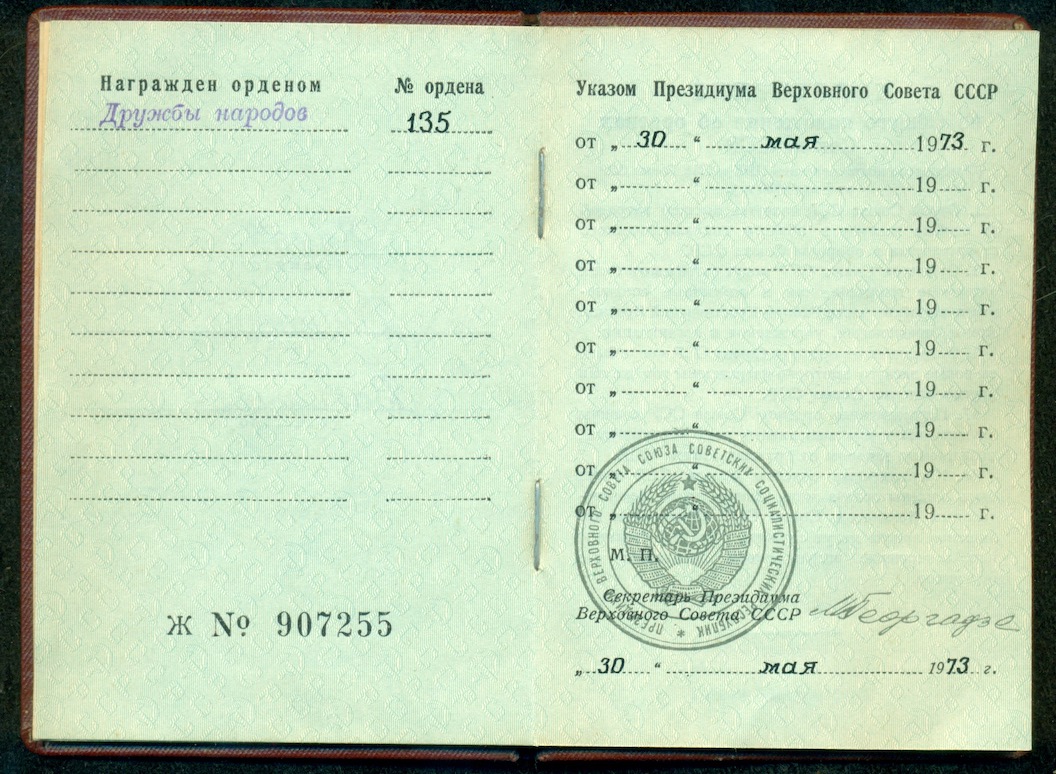 Награжден орденом
№ ордена
Дружбы народов
135
Ж № 907255
Указом Президиума Верховного Совета СССР
от „ 30 “ мая 1973 г.
от „ “ 19 г.
от „ “ 19 г.
от „ “ 19 г.
от „ “ 19 г.
от „ “ 19 г.
от „ “ 19 г.
от „ “ 19 г.
от „ “ 19 г.
от „ “ 19 г.
ПРЕЗИДИУМ ВЕРХОВНОГО СОВЕТА СОЮЗА СОВЕТСКИХ СОЦИАЛИСТИЧЕСКИХ РЕСПУБЛИК *
М. П.
Секретарь Президиума
Верховного Совета СССР
МГеоргадзе
„ 30 “ мая 1973 г.